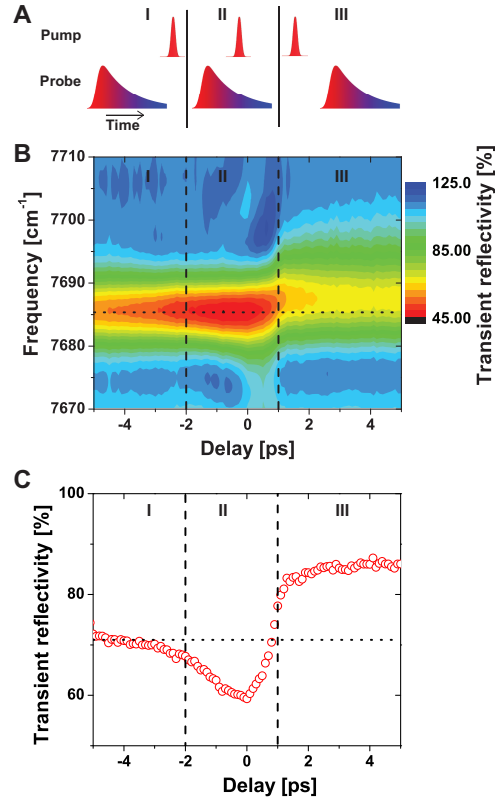 A
I II III
Pump
Probe
Time
B
I II III
7710
7700
7690
7680
7670
Frequency [cm⁻¹]
-4 -2 0 2 4
Delay [ps]
125.0
85.00
45.00
Transient reflectivity [%]
C
I II III
100
80
60
Transient reflectivity [%]
-4 -2 0 2 4
Delay [ps]